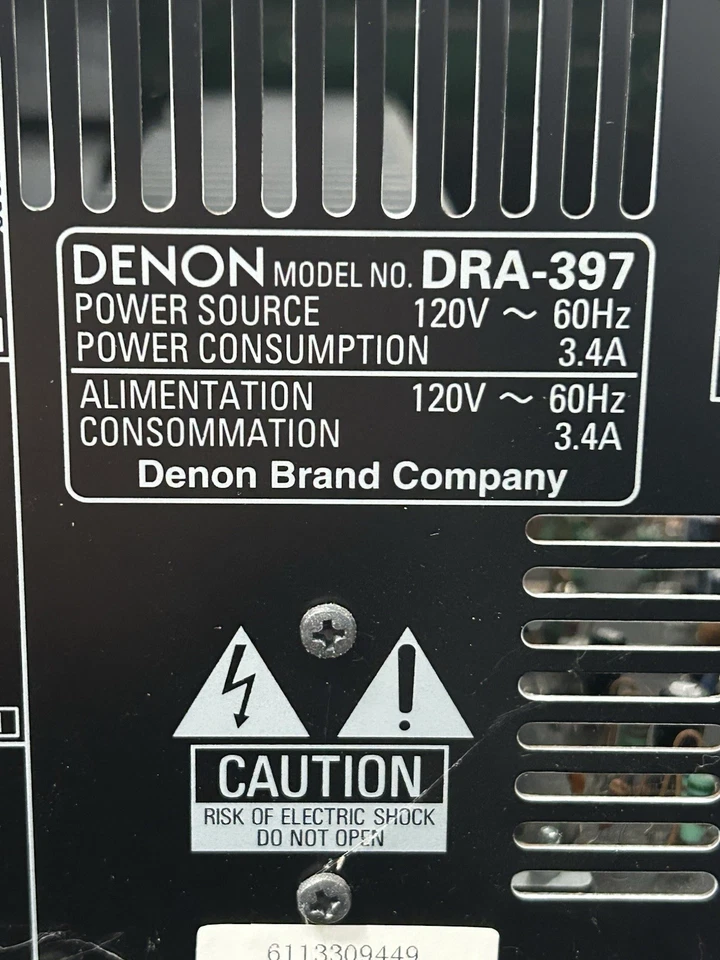 DENON MODEL NO. DRA-397
POWER SOURCE 120V ~ 60Hz
POWER CONSUMPTION 3.4A
ALIMENTATION 120V ~ 60Hz
CONSOMMATION 3.4A
Denon Brand Company
CAUTION
RISK OF ELECTRIC SHOCK
DO NOT OPEN
6113309449